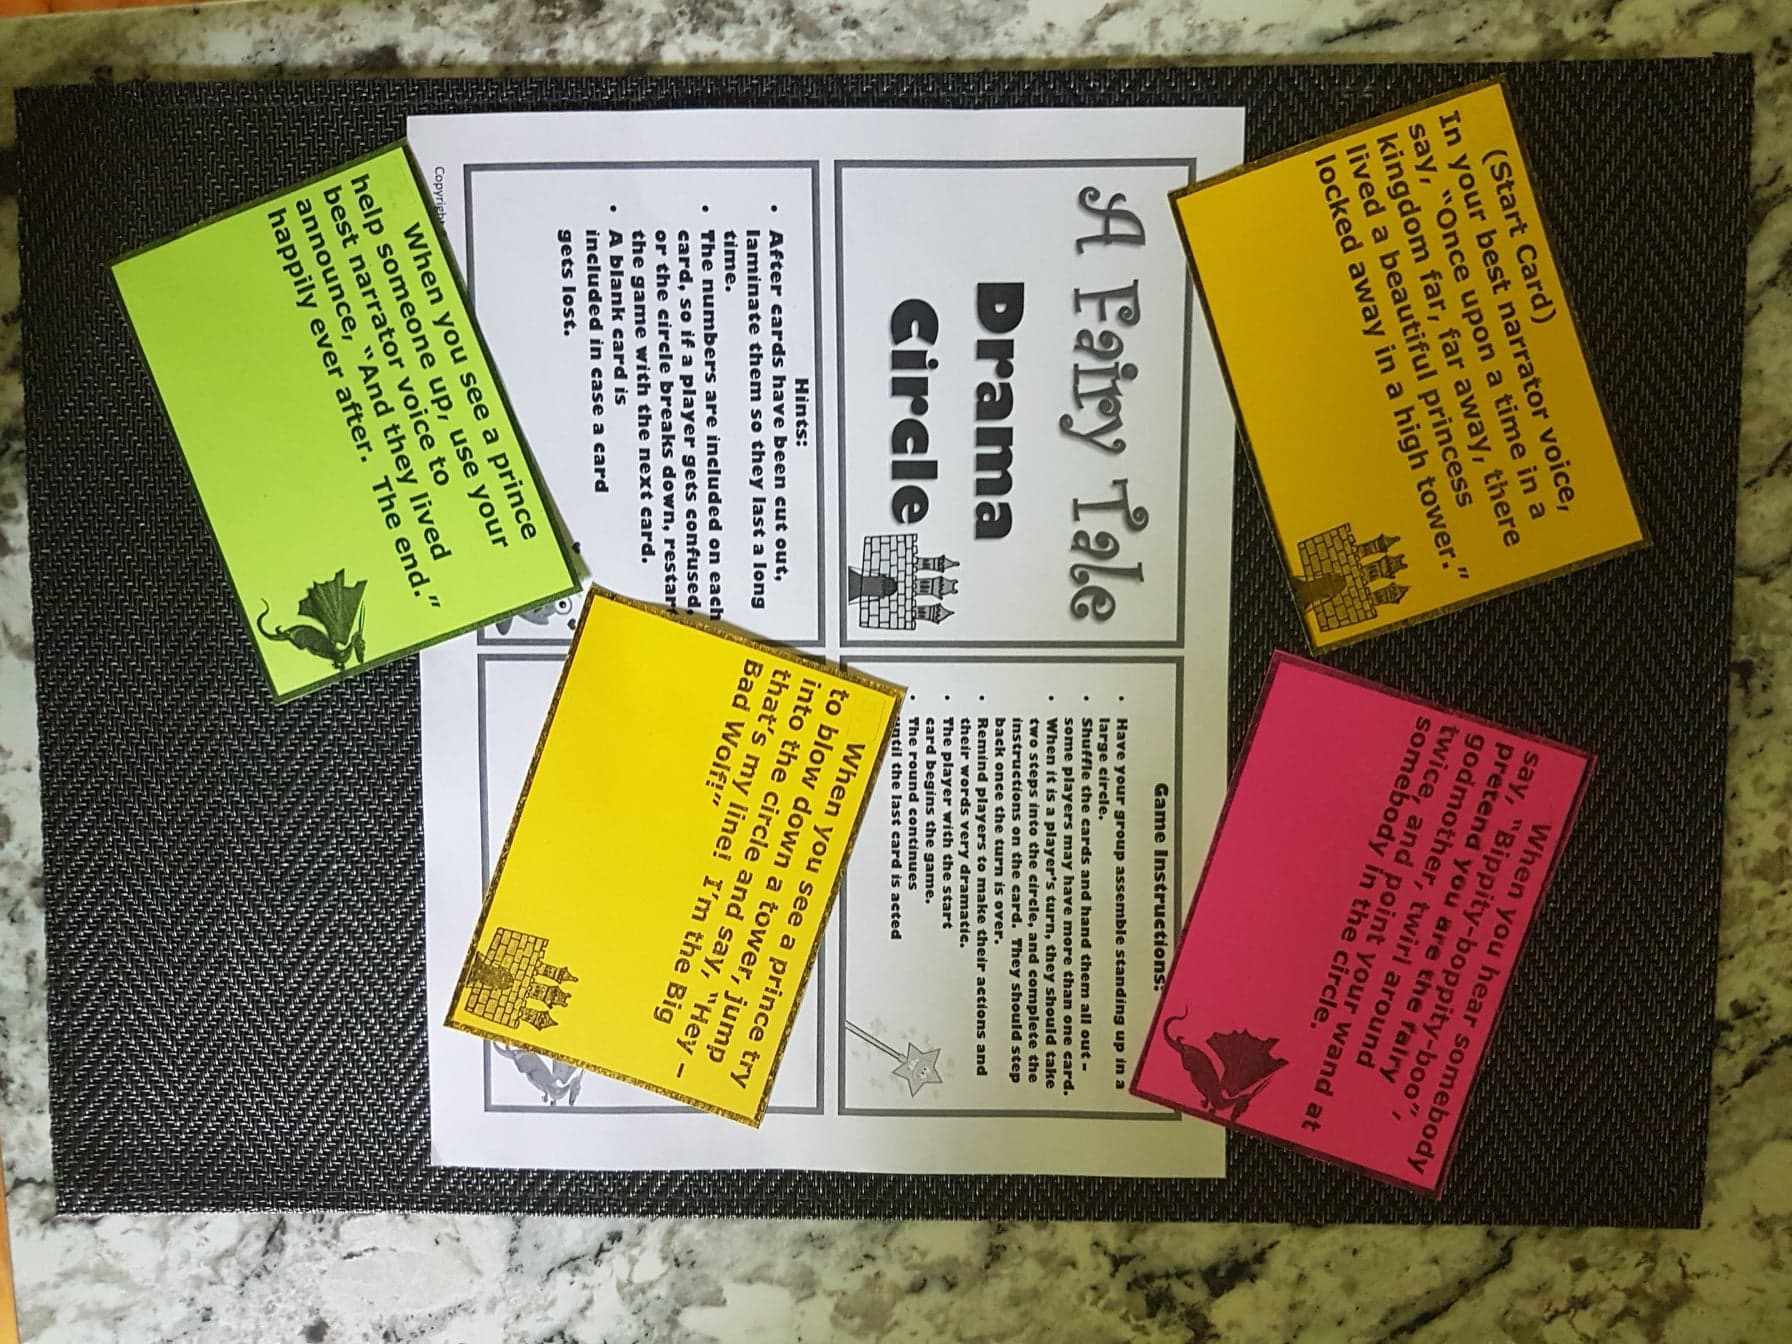 A Fairy Tale
Drama
Circle
Game Instructions:
• Have your group assemble standing up in a
large circle.
• Shuffle the cards and hand them all out –
some players may have more than one card.
• When it is a player's turn, they should take
two steps into the circle, and complete the
instructions on the card. They should step
back once the turn is over.
• Remind players to make their actions and
their words very dramatic.
• The player with the start
card begins the game.
• The round continues
until the last card is acted
Hints:
• After cards have been cut out,
laminate them so they last a long
time.
• The numbers are included on each
card, so if a player gets confused,
or the circle breaks down, restart
the game with the next card.
• A blank card is
included in case a card
gets lost.
Copyright
(Start Card)
In your best narrator voice,
say, “Once upon a time in a
kingdom far, far away, there
lived a beautiful princess
locked away in a high tower.”
When you hear somebody
say, “Bippity-boppity-boo”,
pretend you are the fairy
godmother, twirl around
twice, and point your wand at
somebody in the circle.
When you see a prince try
to blow down a tower, jump
into the circle and say, “Hey –
that’s my line! I’m the Big
Bad Wolf!”
When you see a prince
help someone up, use your
best narrator voice to
announce, “And they lived
happily ever after. The end.”